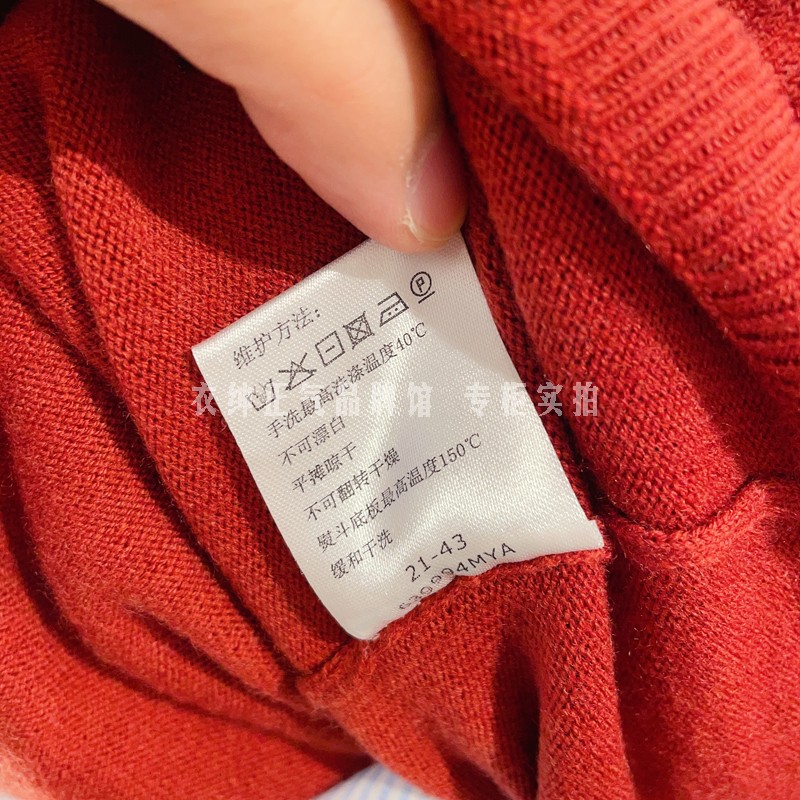 维护方法：
手洗最高洗涤温度40℃
不可漂白
平摊晾干
不可翻转干燥
熨斗底板最高温度150℃
缓和干洗
21-43
P
专柜实拍